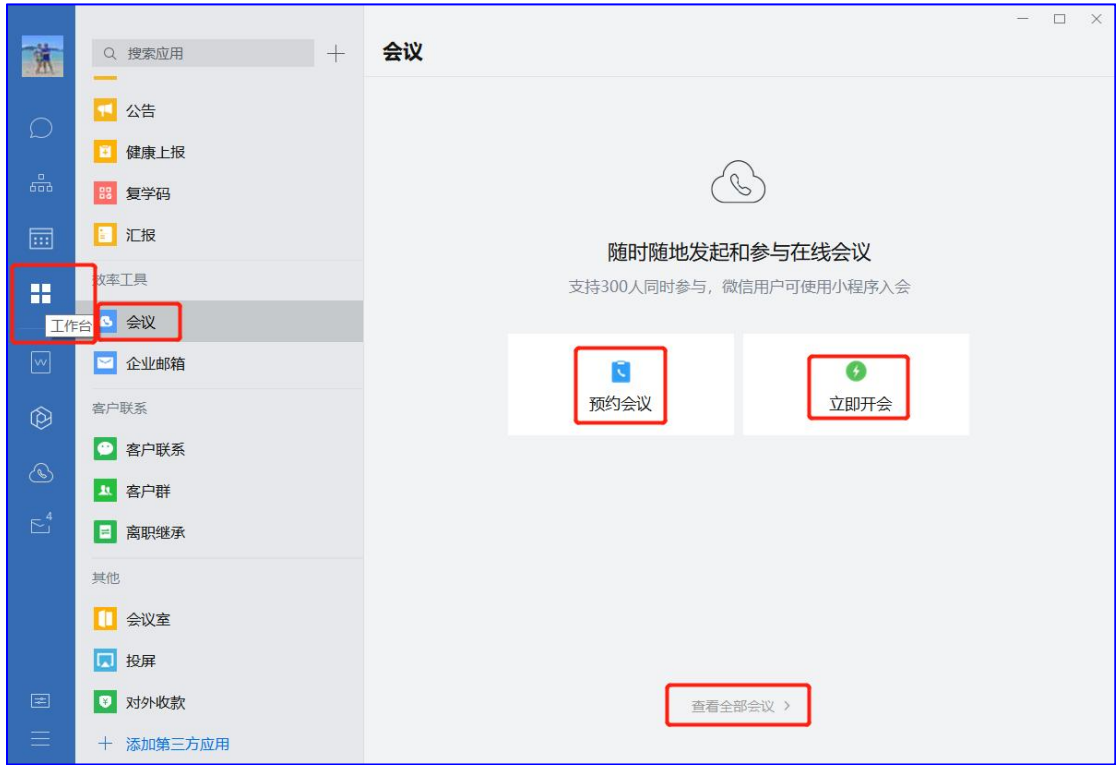 搜索应用
会议
公告
健康上报
复学码
汇报
效率工具
工作台
会议
企业邮箱
客户联系
客户联系
客户群
离职继承
其他
会议室
投屏
对外收款
添加第三方应用
4
随时随地发起和参与在线会议
支持300人同时参与，微信用户可使用小程序入会
预约会议
立即开会
查看全部会议 >